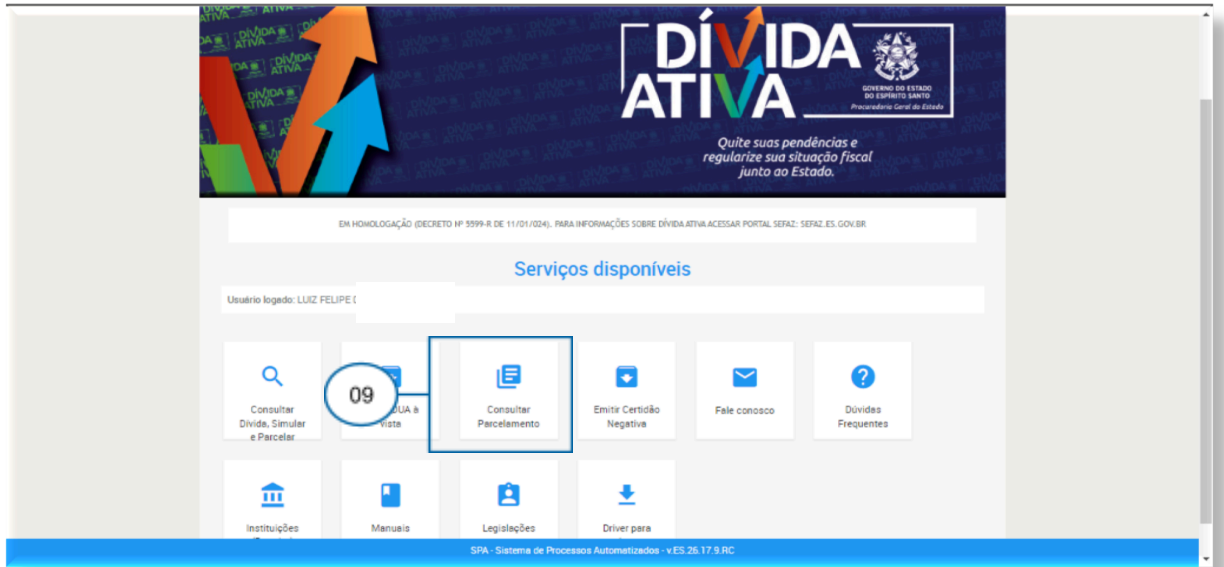 DÍVIDA
ATIVA
GOVERNO DO ESTADO
DO ESPÍRITO SANTO
Procuradoria Geral do Estado
Quite suas pendências e
regularize sua situação fiscal
junto ao Estado.
EM HOMOLOGAÇÃO (DECRETO Nº 5599-R DE 11/01/024), PARA INFORMAÇÕES SOBRE DÍVIDA ATIVA ACESSAR PORTAL SEFAZ: SEFAZ.ES.GOV.BR
Serviços disponíveis
Usuário logado: LUIZ FELIPE
Consultar
Dívida, Simular
e Parcelar
09
DUA à
vista
Consultar
Parcelamento
Emitir Certidão
Negativa
Fale conosco
Dúvidas
Frequentes
Instituições
Manuais
Legislações
Driver para
SPA - Sistema de Processos Automatizados - v.ES.26.17.9.RC